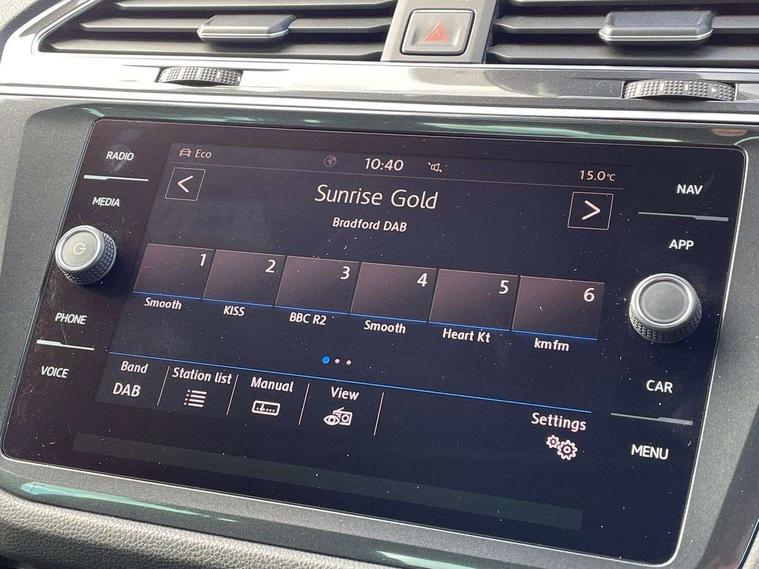 RADIO
MEDIA
PHONE
VOICE
Eco
10:40
15.0°C
Sunrise Gold
Bradford DAB
<
>
1
2
3
4
5
6
Smooth
KISS
BBC R2
Smooth
Heart Kt
kmfm
Band
DAB
Station list
Manual
View
Settings
NAV
APP
CAR
MENU